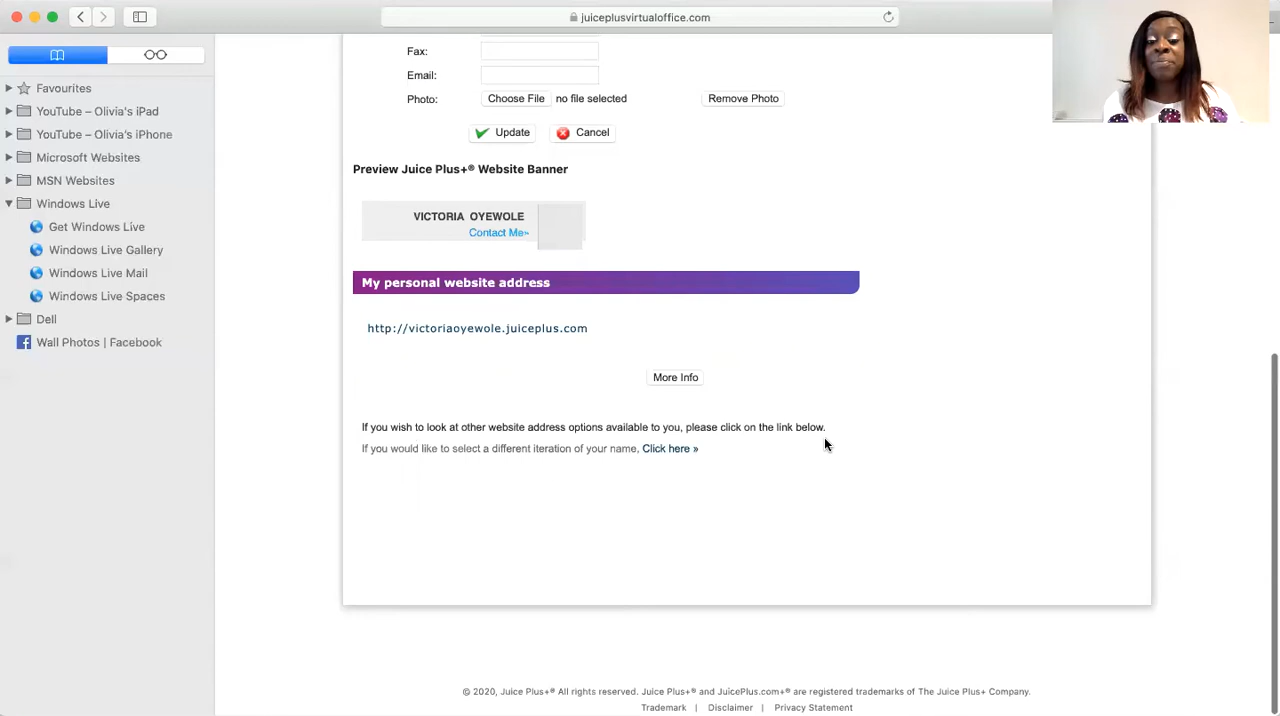 juiceplusvirtualoffice.com
Favourites
YouTube – Olivia's iPad
YouTube – Olivia's iPhone
Microsoft Websites
MSN Websites
Windows Live
Get Windows Live
Windows Live Gallery
Windows Live Mail
Windows Live Spaces
Dell
Wall Photos | Facebook
Fax:
Email:
Photo: Choose File no file selected Remove Photo
Update Cancel
Preview Juice Plus+® Website Banner
VICTORIA OYEWOLE
Contact Me»
My personal website address
http://victoriaoyewole.juiceplus.com
More Info
If you wish to look at other website address options available to you, please click on the link below.
If you would like to select a different iteration of your name, Click here »
© 2020, Juice Plus+® All rights reserved. Juice Plus+® and JuicePlus.com+® are registered trademarks of The Juice Plus+ Company.
Trademark | Disclaimer | Privacy Statement